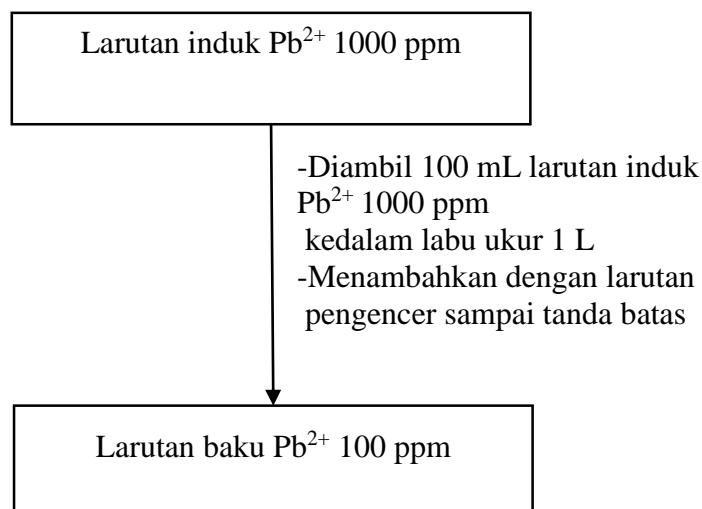 Larutan induk Pb²⁺ 1000 ppm
-Diambil 100 mL larutan induk
Pb²⁺ 1000 ppm
kedalam labu ukur 1 L
-Menambahkan dengan larutan
pengencer sampai tanda batas
Larutan baku Pb²⁺ 100 ppm